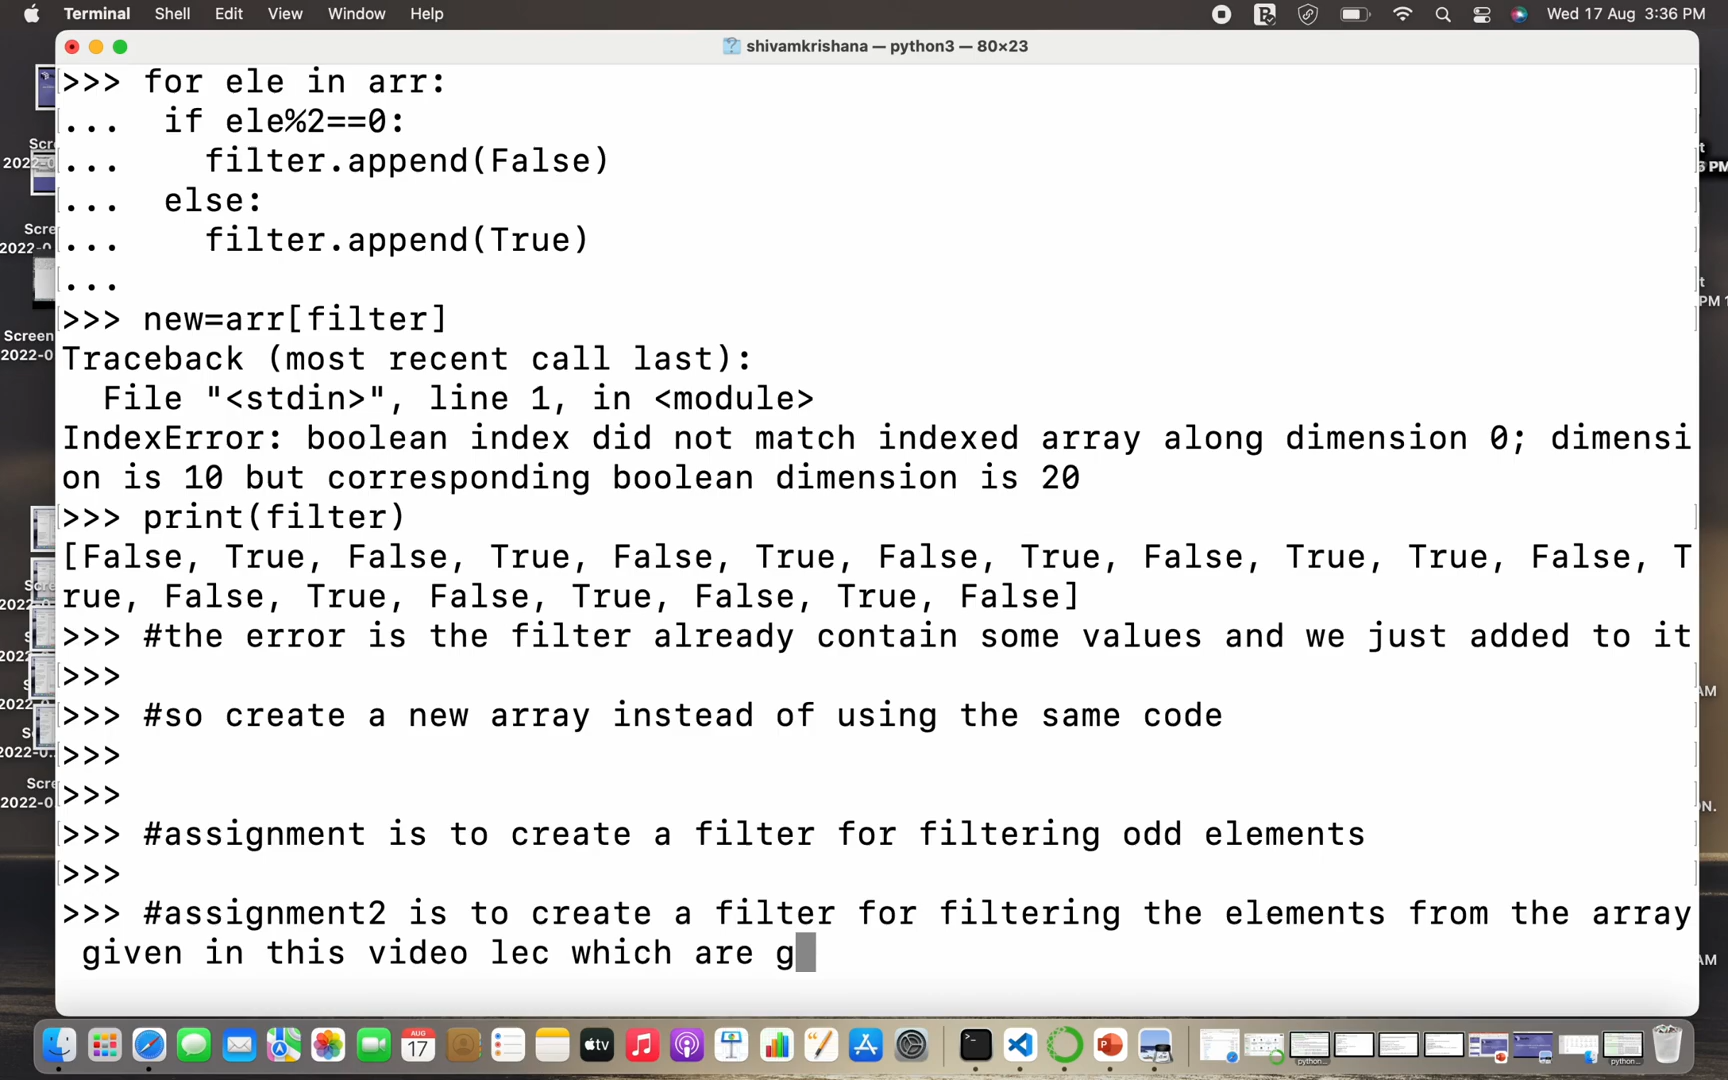 Terminal Shell Edit View Window Help Wed 17 Aug 3:36 PM
shivamkrishana — python3 — 80×23
>>> for ele in arr:
... if ele%2==0:
... filter.append(False)
... else:
... filter.append(True)
...
>>> new=arr[filter]
Traceback (most recent call last):
File "<stdin>", line 1, in <module>
IndexError: boolean index did not match indexed array along dimension 0; dimensi
on is 10 but corresponding boolean dimension is 20
>>> print(filter)
[False, True, False, True, False, True, False, True, False, True, True, False, T
rue, False, True, False, True, False, True, False]
>>> #the error is the filter already contain some values and we just added to it
>>>
>>> #so create a new array instead of using the same code
>>>
>>>
>>> #assignment is to create a filter for filtering odd elements
>>>
>>> #assignment2 is to create a filter for filtering the elements from the array
given in this video lec which are g
AUG
17
tv